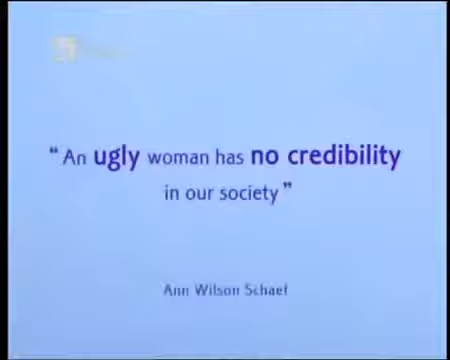 “ An ugly woman has no credibility
in our society ”
Ann Wilson Schaef